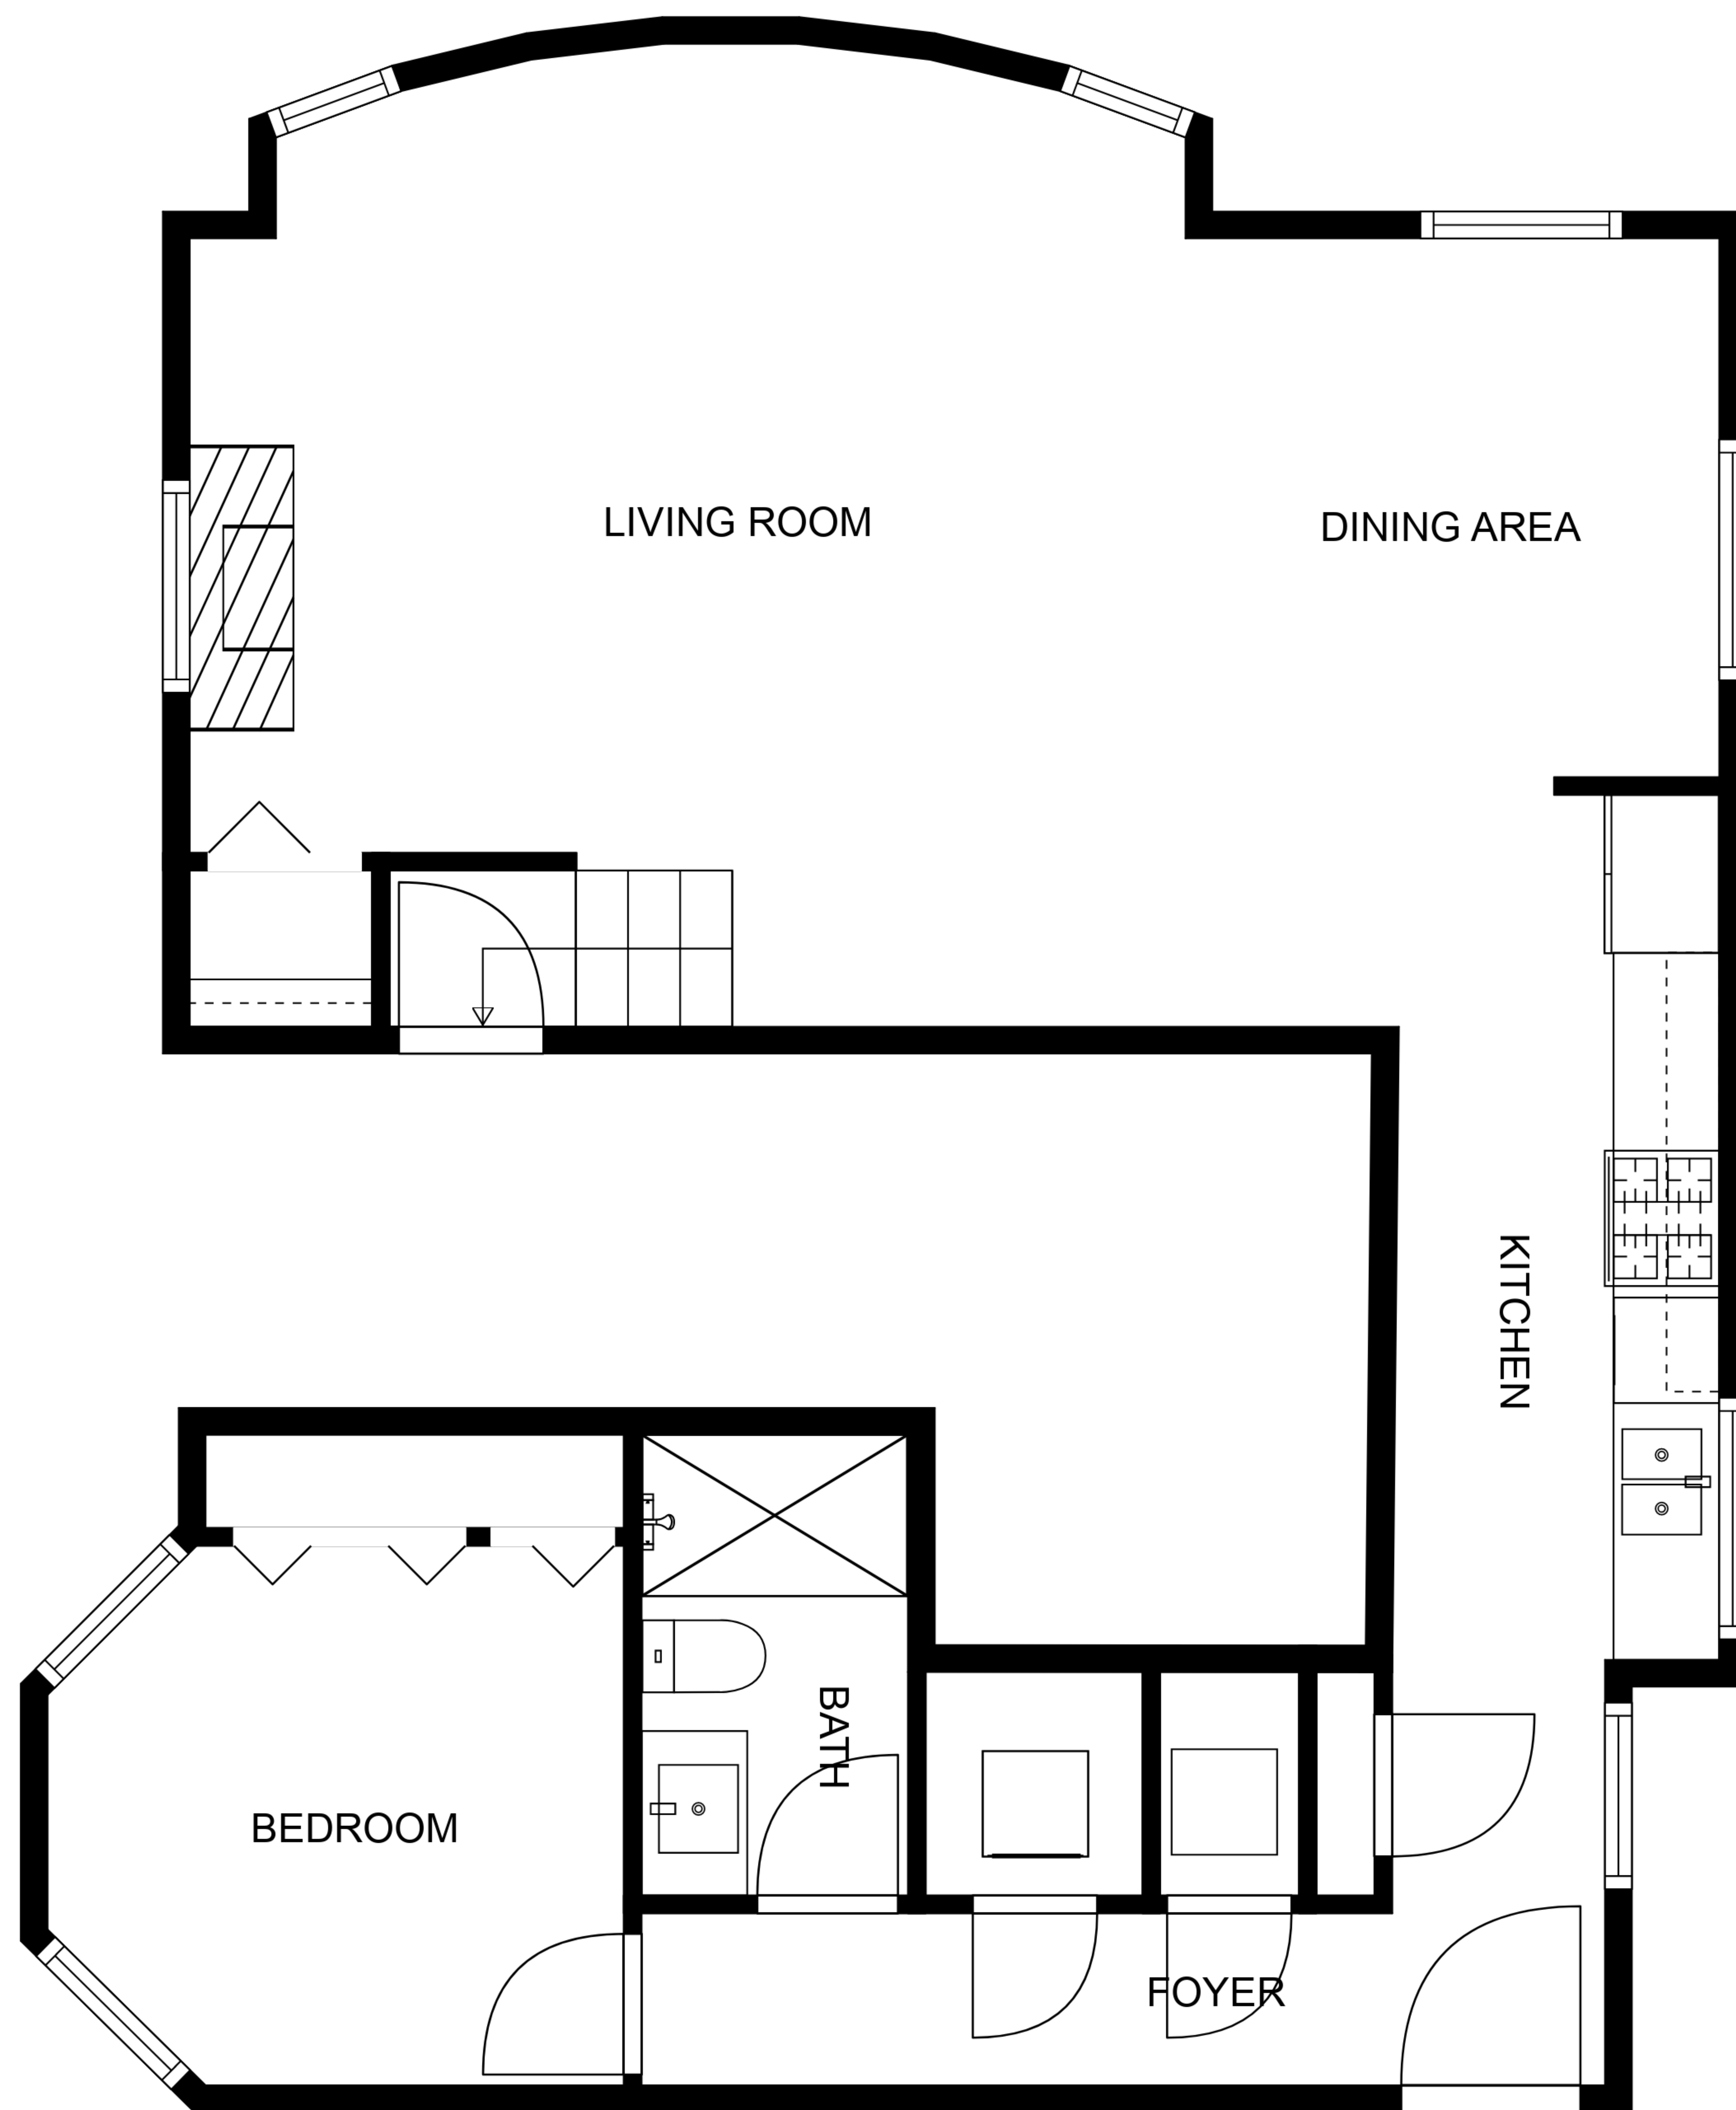 LIVING ROOM
DINING AREA
KITCHEN
BATH
BEDROOM
FOYER